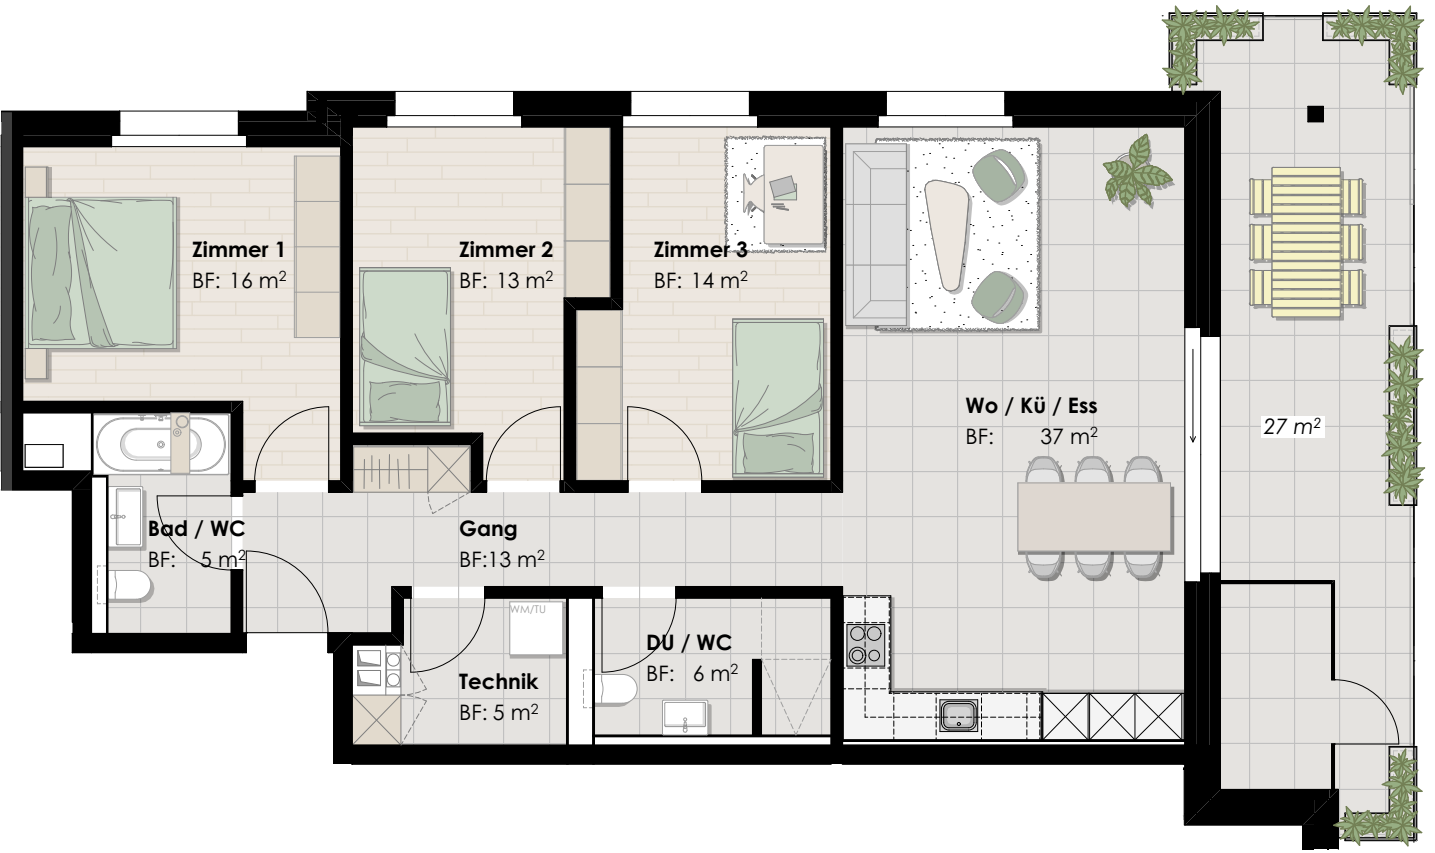 Zimmer 1
BF: 16 m²
Zimmer 2
BF: 13 m²
Zimmer 3
BF: 14 m²
Wo / Kü / Ess
BF: 37 m²
27 m²
Bad / WC
BF: 5 m²
Gang
BF:13 m²
WM/TU
DU / WC
BF: 6 m²
Technik
BF: 5 m²